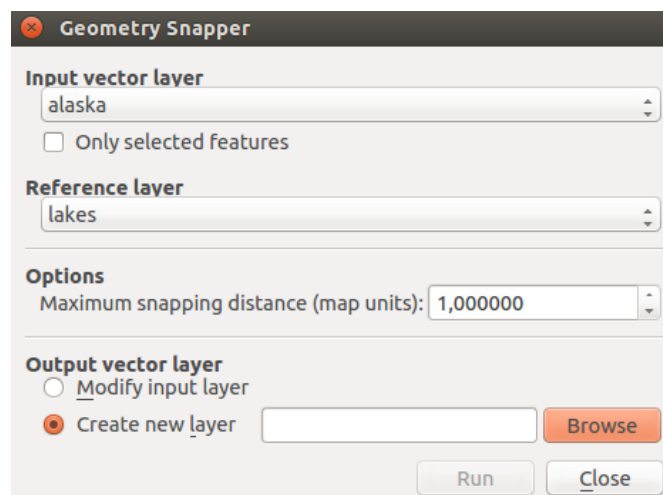 Geometry Snapper
Input vector layer
alaska
Only selected features
Reference layer
lakes
Options
Maximum snapping distance (map units): 1,000000
Output vector layer
Modify input layer
Create new layer Browse
Run Close